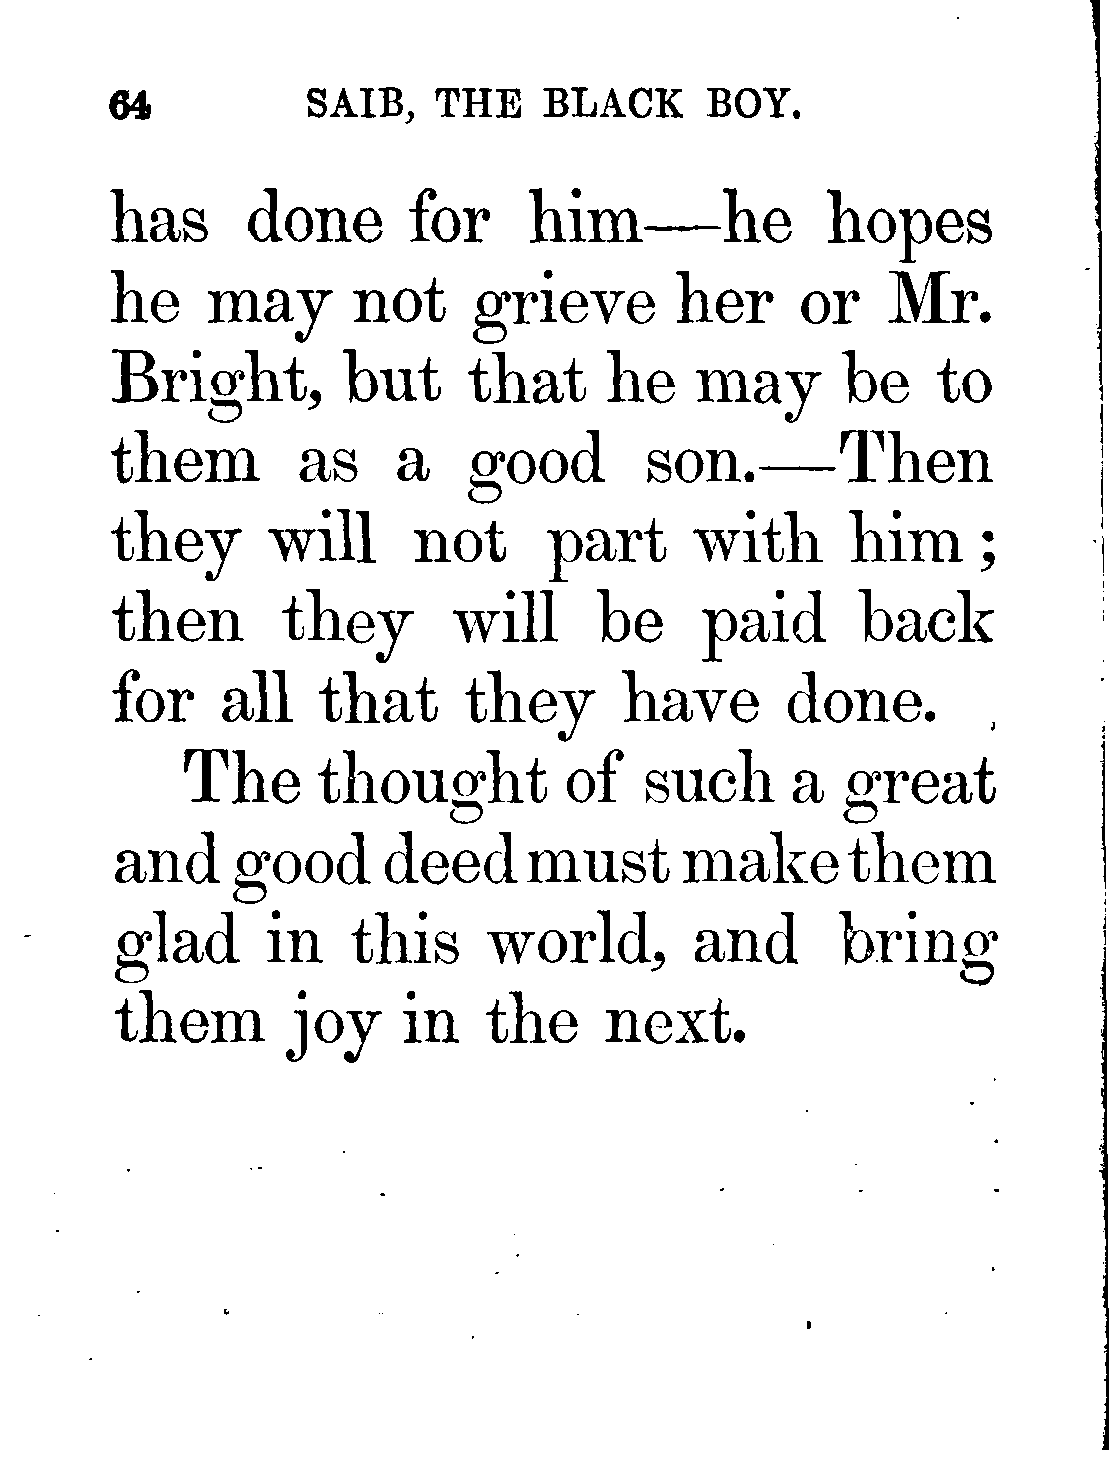 64 SAIB, THE BLACK BOY.
has done for him—he hopes
he may not grieve her or Mr.
Bright, but that he may be to
them as a good son.—Then
they will not part with him;
then they will be paid back
for all that they have done.
The thought of such a great
and good deed must make them
glad in this world, and bring
them joy in the next.